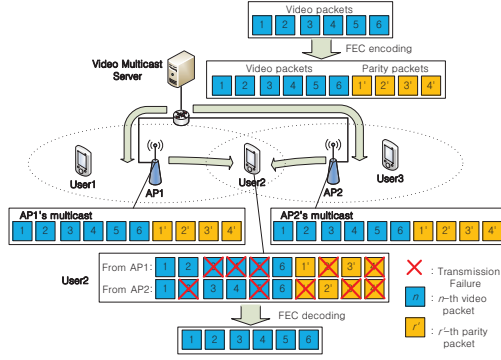 Video packets
1 2 3 4 5 6
FEC encoding
Video packets Parity packets
1 2 3 4 5 6 1' 2' 3' 4'
Video Multicast
Server
User1
AP1
User2
AP2
User3
AP1's multicast
1 2 3 4 5 6 1' 2' 3' 4'
AP2's multicast
1 2 3 4 5 6 1' 2' 3' 4'
User2
From AP1: 1 2 6 3'
From AP2: 1 3 4 6 2'
FEC decoding
1 2 3 4 5 6
: Transmission
Failure
n : n-th video
packet
r' : r'-th parity
packet